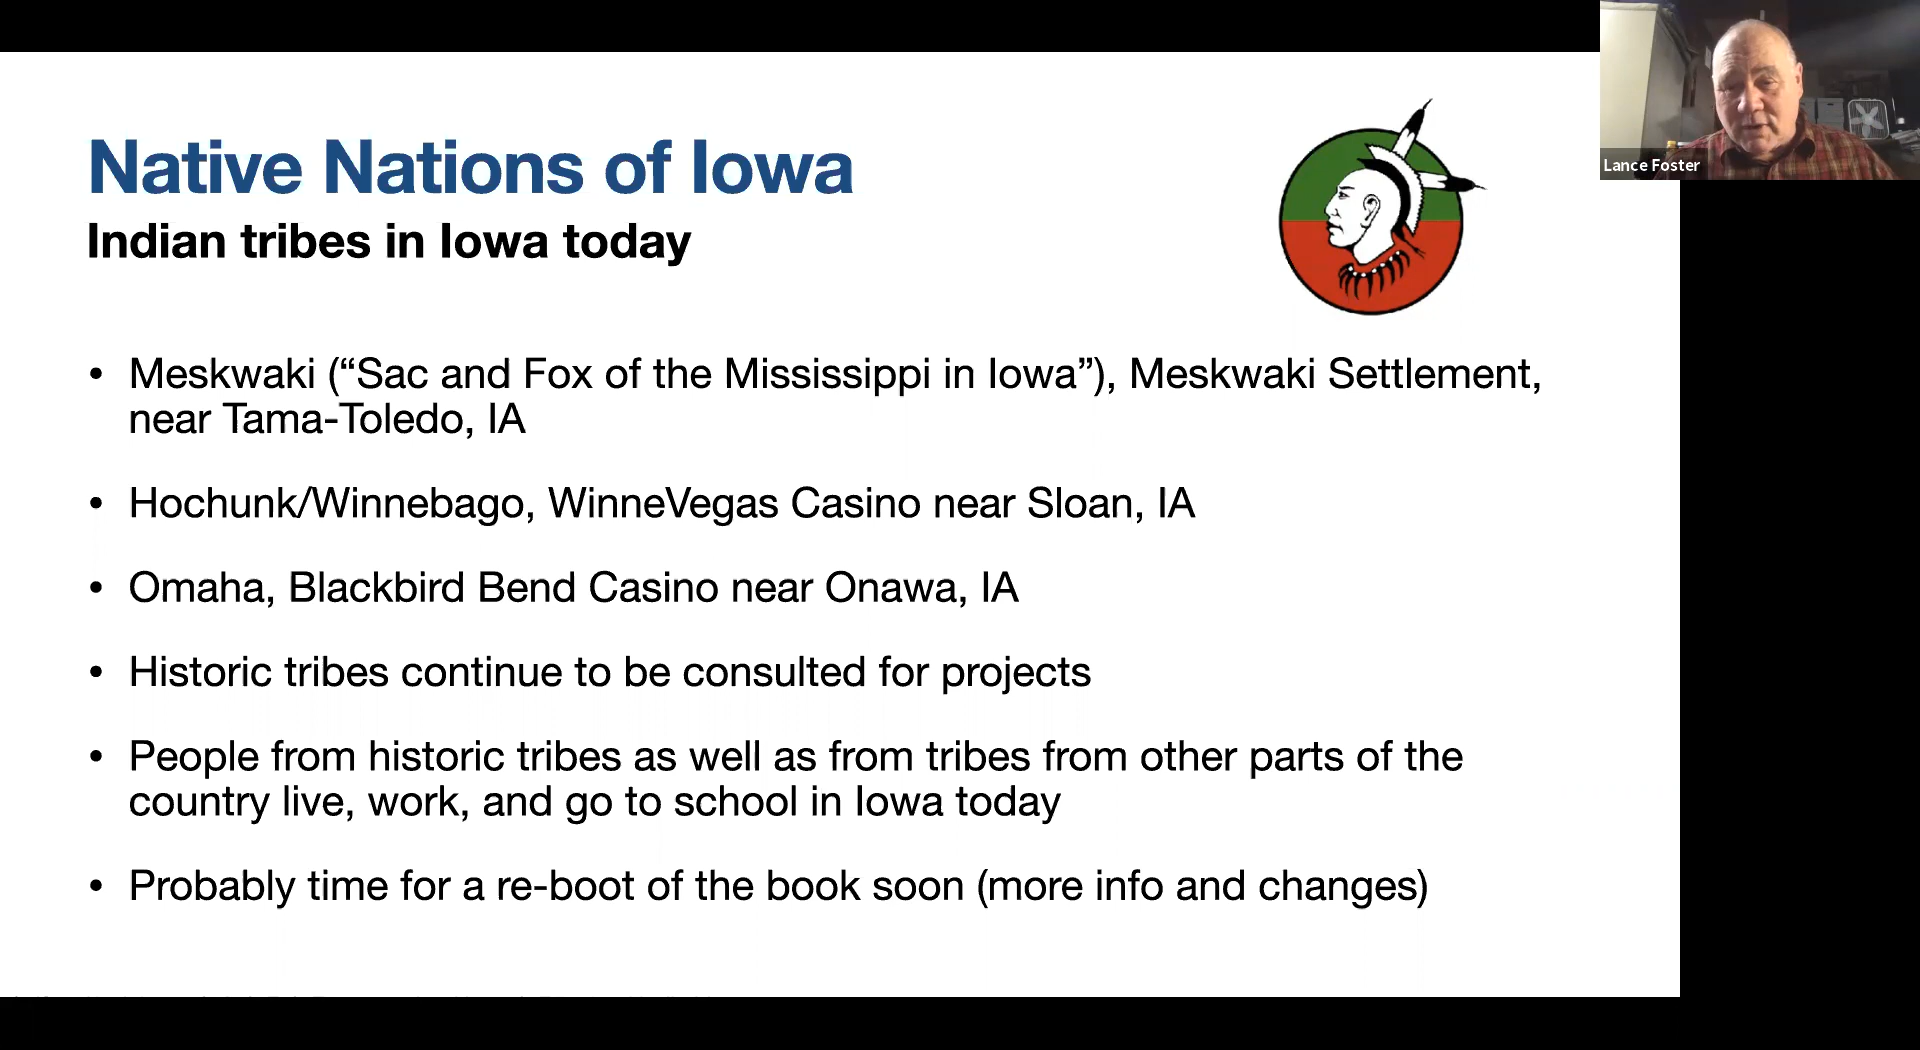 Native Nations of Iowa
Indian tribes in Iowa today
• Meskwaki (“Sac and Fox of the Mississippi in Iowa”), Meskwaki Settlement,
near Tama-Toledo, IA
• Hochunk/Winnebago, WinneVegas Casino near Sloan, IA
• Omaha, Blackbird Bend Casino near Onawa, IA
• Historic tribes continue to be consulted for projects
• People from historic tribes as well as from tribes from other parts of the
country live, work, and go to school in Iowa today
• Probably time for a re-boot of the book soon (more info and changes)
Lance Foster